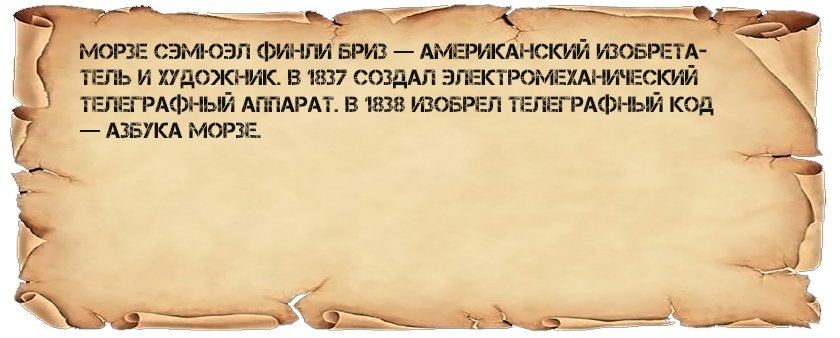 МОРЗЕ СЭМЮЭЛ ФИНЛИ БРИЗ — АМЕРИКАНСКИЙ ИЗОБРЕТА-
ТЕЛЬ И ХУДОЖНИК. В 1837 СОЗДАЛ ЭЛЕКТРОМЕХАНИЧЕСКИЙ
ТЕЛЕГРАФНЫЙ АППАРАТ. В 1838 ИЗОБРЕЛ ТЕЛЕГРАФНЫЙ КОД
— АЗБУКА МОРЗЕ.